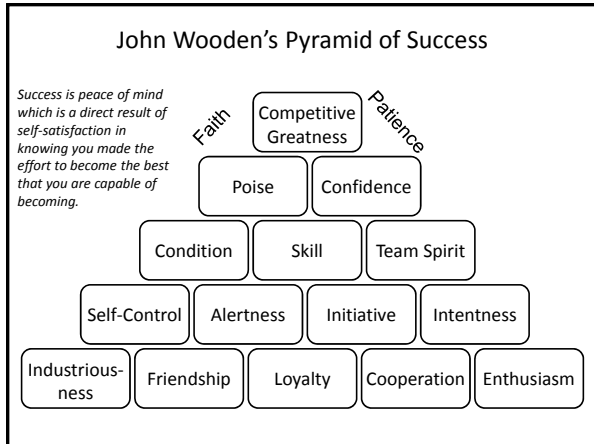 John Wooden's Pyramid of Success
Success is peace of mind
which is a direct result of
self-satisfaction in
knowing you made the
effort to become the best
that you are capable of
becoming.
Faith
Competitive
Greatness
Patience
Poise
Confidence
Condition
Skill
Team Spirit
Self-Control
Alertness
Initiative
Intentness
Industrious-
ness
Friendship
Loyalty
Cooperation
Enthusiasm